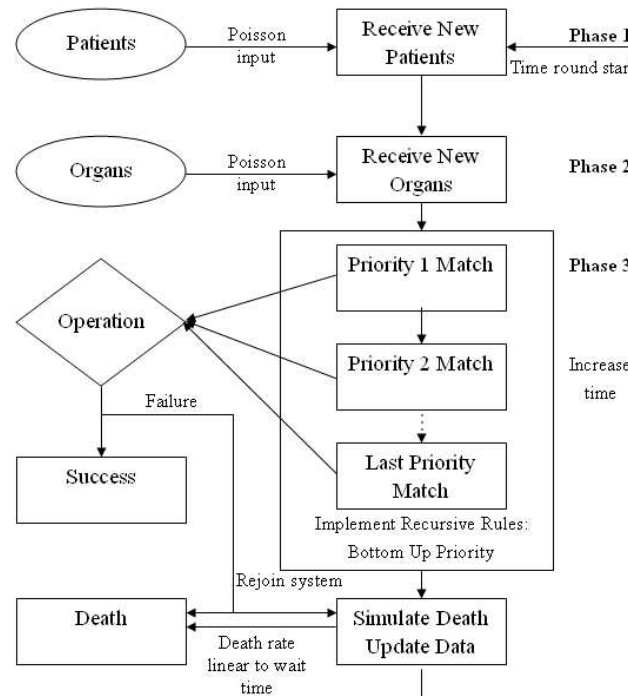 Patients
Poisson
input
Receive New
Patients
Phase 1
Time round star
Organs
Poisson
input
Receive New
Organs
Phase 2
Priority 1 Match
Phase 3
Operation
Priority 2 Match
Increase
time
Failure
Success
Last Priority
Match
Implement Recursive Rules:
Bottom Up Priority
Rejoin system
Death
Simulate Death
Update Data
Death rate
linear to wait
time